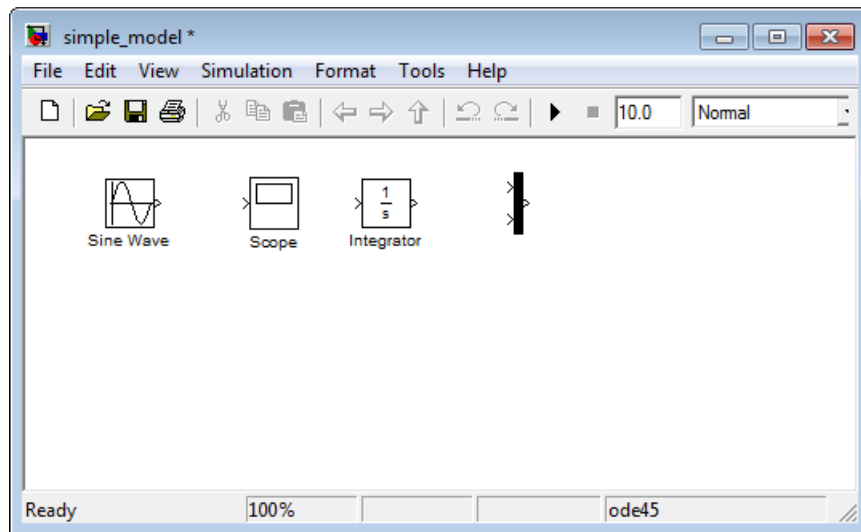 simple_model *
File Edit View Simulation Format Tools Help
10.0 Normal
1
s
Sine Wave Scope Integrator
Ready 100% ode45